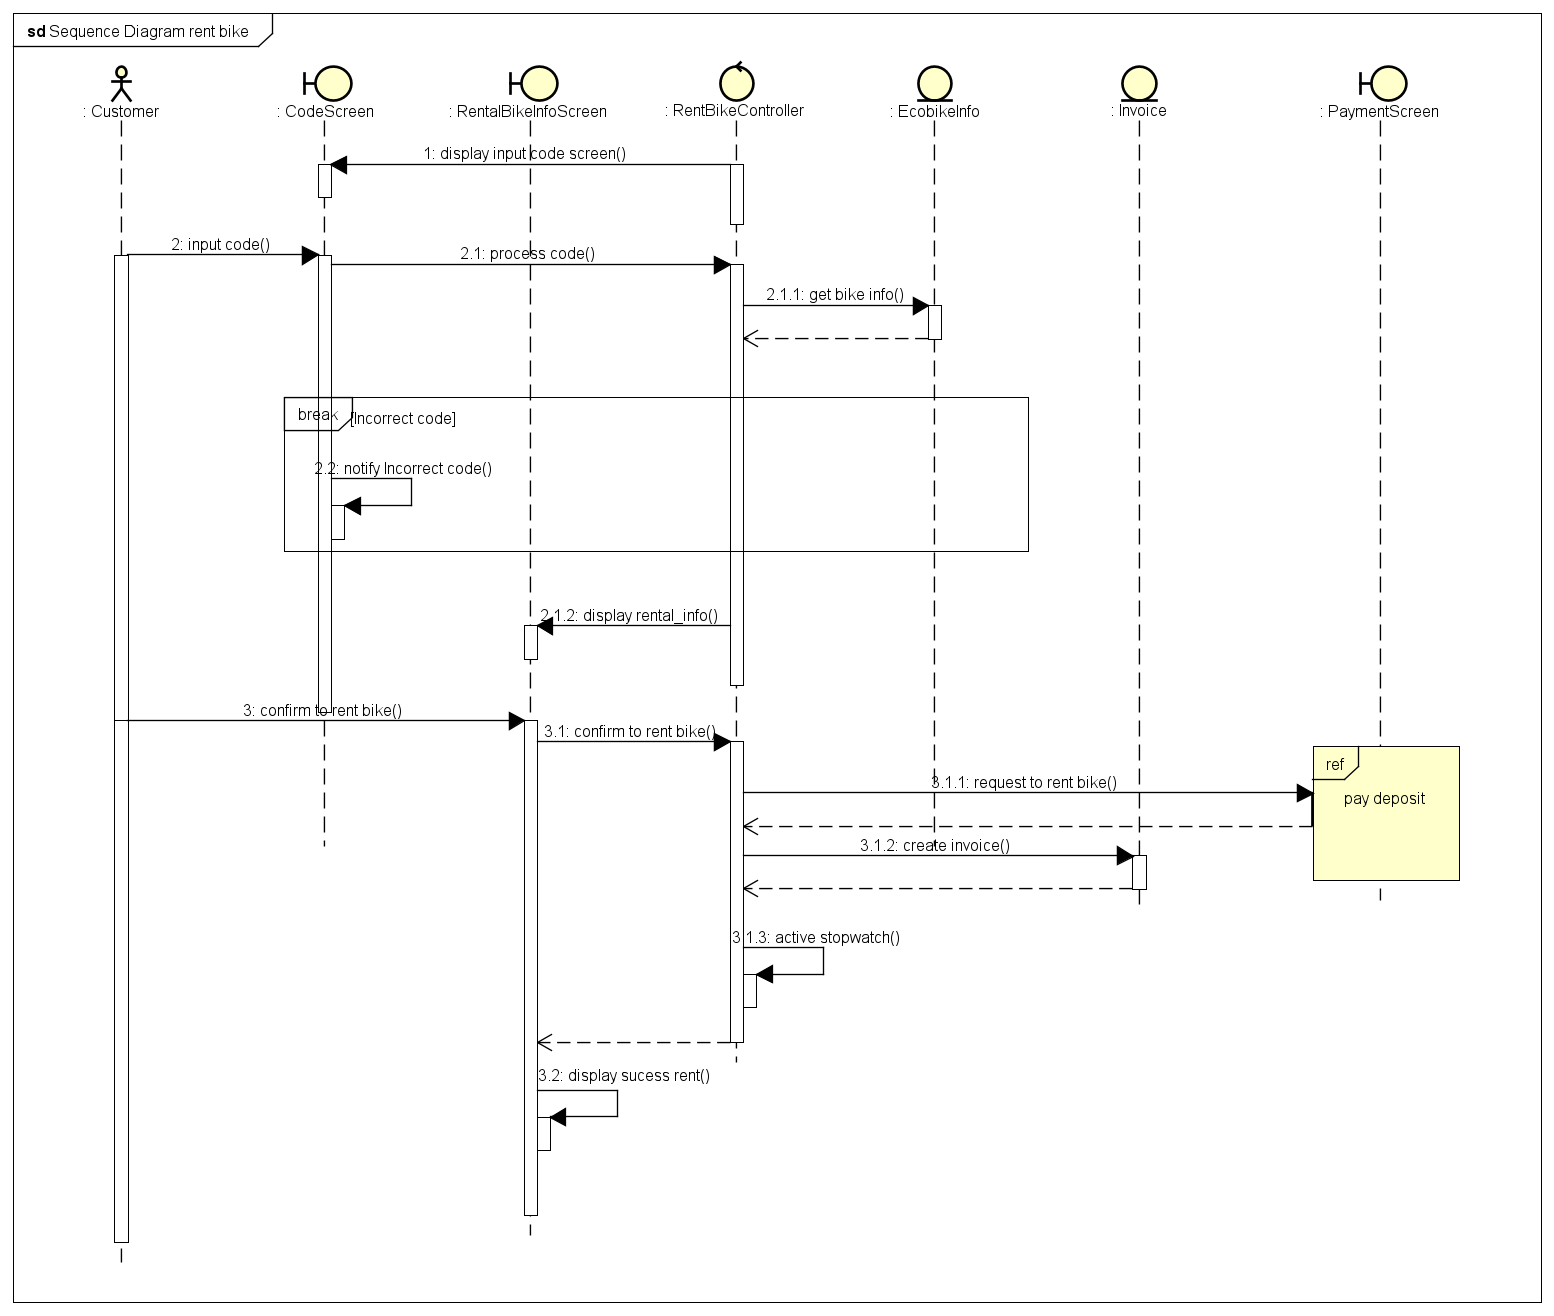 sd Sequence Diagram rent bike
: Customer
: CodeScreen
: RentalBikeInfoScreen
: RentBikeController
: EcobikeInfo
: Invoice
: PaymentScreen
1: display input code screen()
2: input code()
2.1: process code()
2.1.1: get bike info()
break
[Incorrect code]
2.2: notify Incorrect code()
2.1.2: display rental_info()
3: confirm to rent bike()
3.1: confirm to rent bike()
ref
3.1.1: request to rent bike()
pay deposit
3.1.2: create invoice()
3.1.3: active stopwatch()
3.2: display sucess rent()